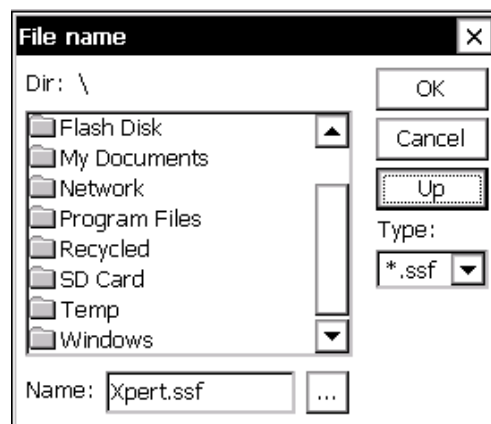 File name
Dir: \
OK
Flash Disk
My Documents
Cancel
Network
Up
Program Files
Type:
Recycled
SD Card
*.ssf
Temp
Windows
Name: Xpert.ssf ...